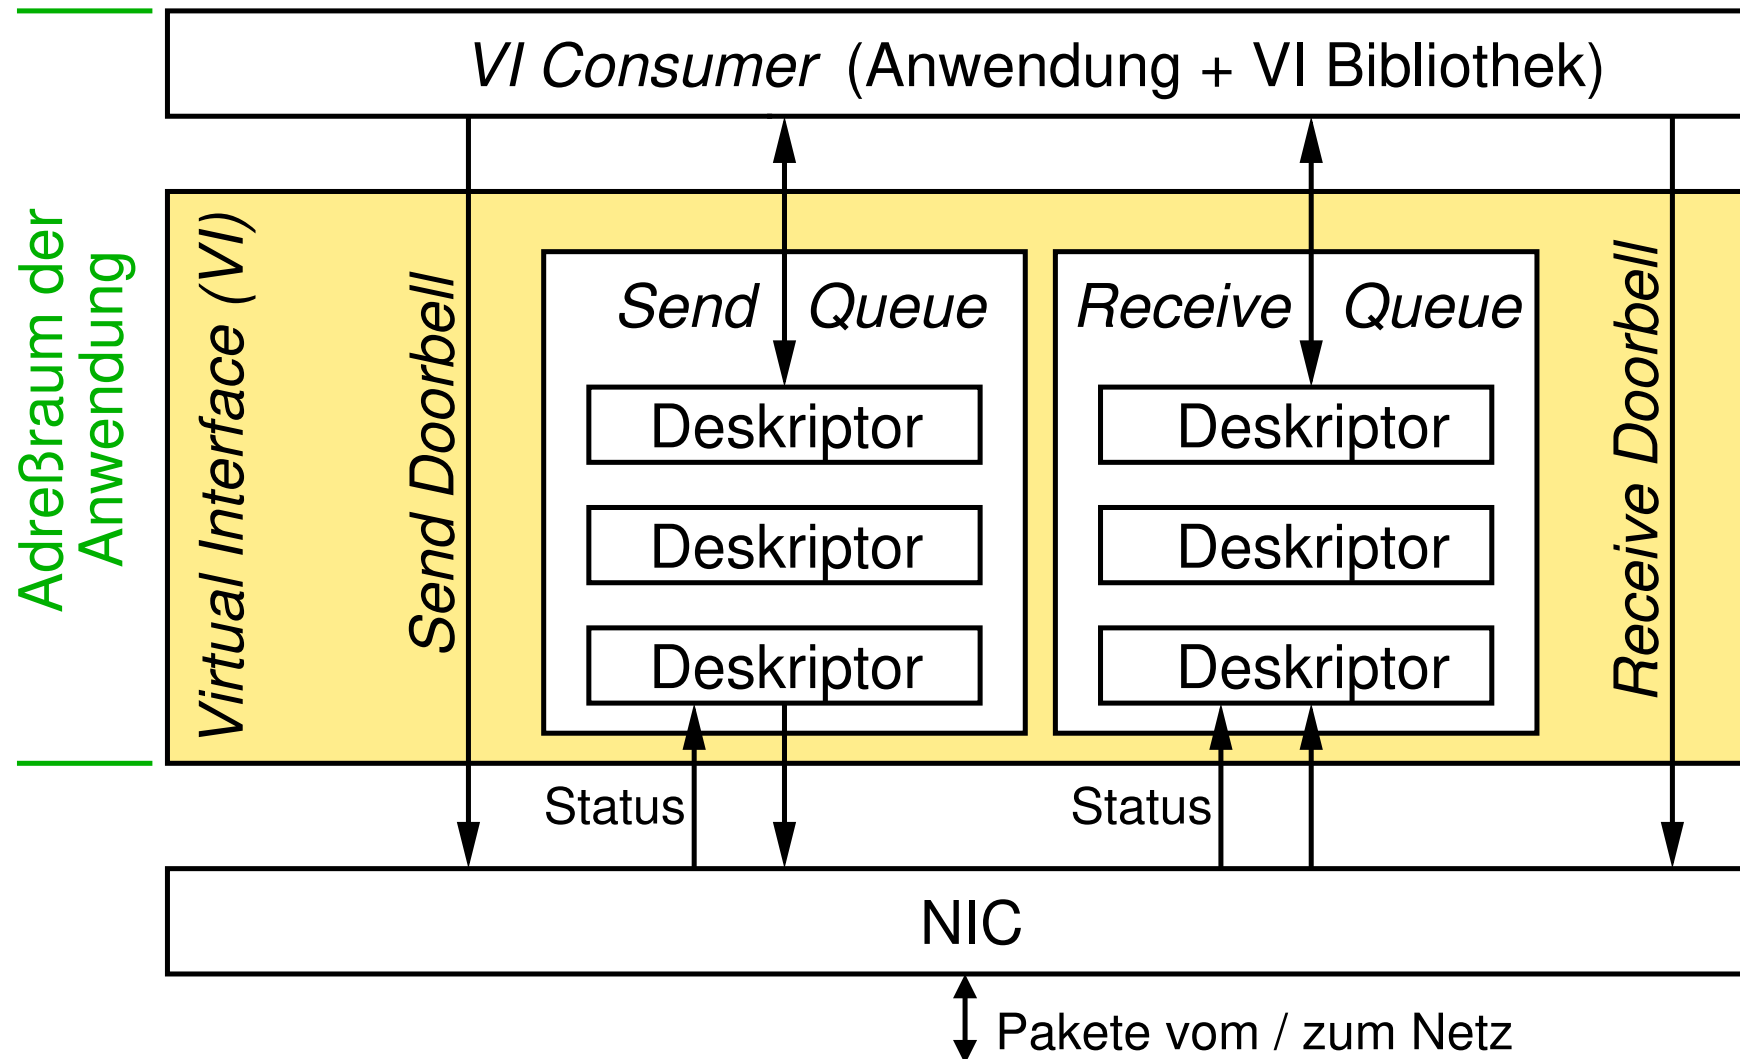 VI Consumer (Anwendung + VI Bibliothek)
Adreßraum der
Anwendung
Virtual Interface (VI)
Send Doorbell
Send Queue
Deskriptor
Deskriptor
Deskriptor
Receive Queue
Deskriptor
Deskriptor
Deskriptor
Receive Doorbell
Status
Status
NIC
Pakete vom / zum Netz